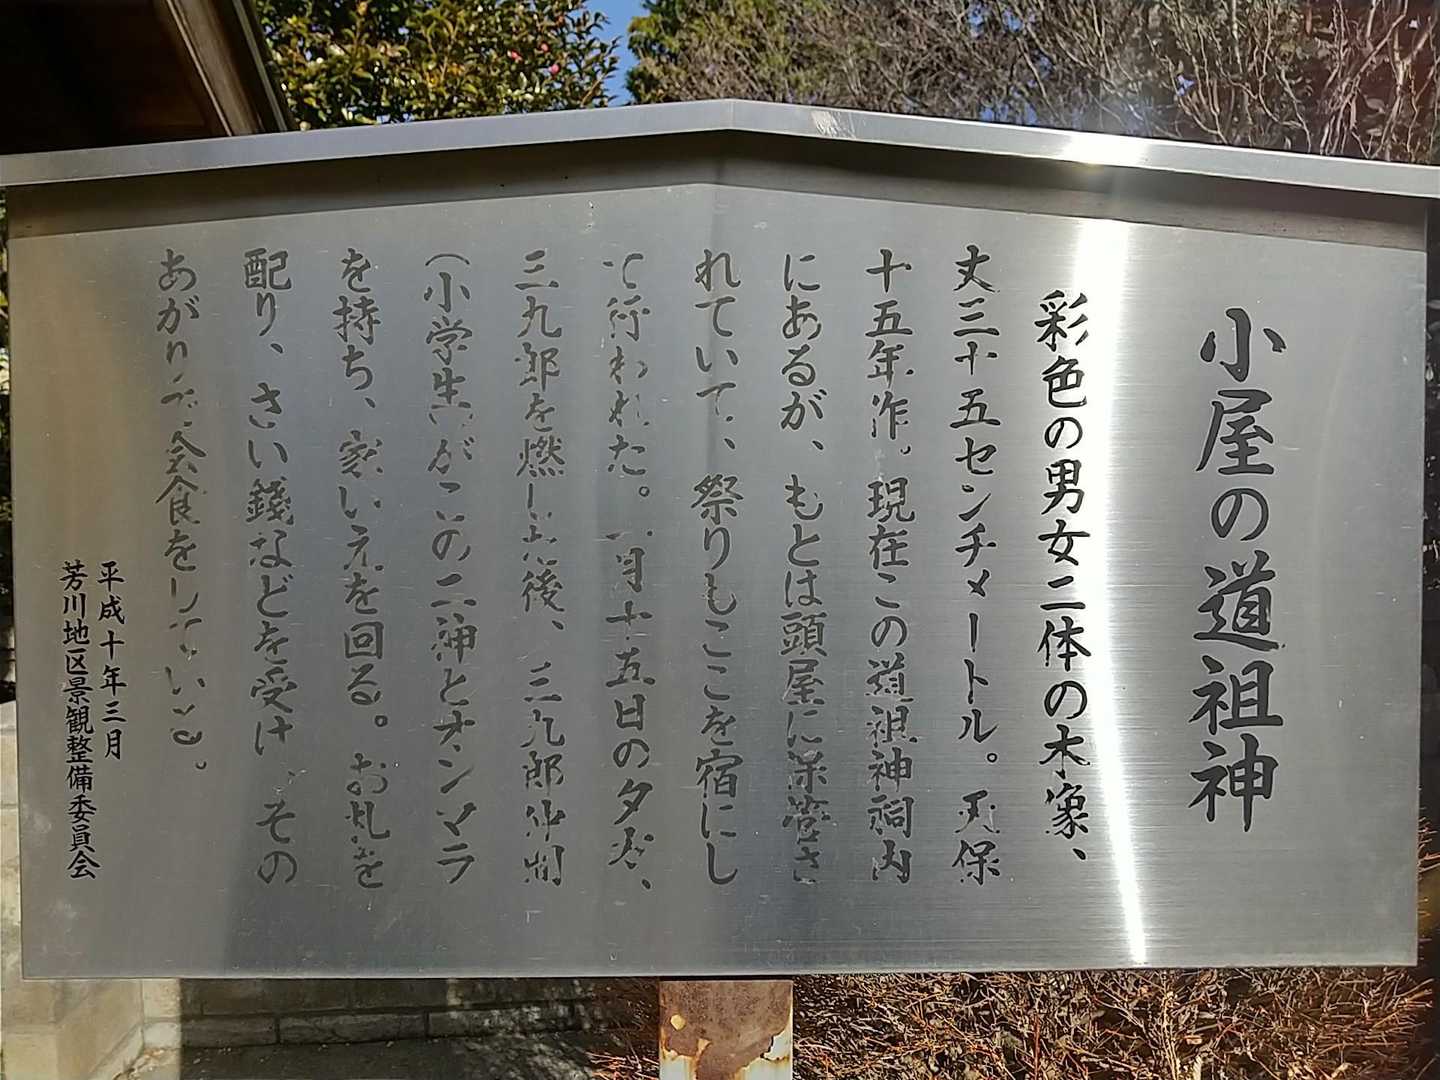 小屋の道祖神
彩色の男女二体の木像、
丈三十五センチメートル。天保
十五年作。現在この道祖神祠内
にあるが、もとは頭屋に保管さ
れていて、祭りもここを宿にし
て行われた。一月十五日の夕方、
三九郎を燃した後、三九郎仲間
(小学生)がこの二神とオンマラ
を持ち、家いえを回る。お札を
配り、さい銭などを受け、その
あがりで会食をしていた。
平成十年三月
芳川地区景観整備委員会